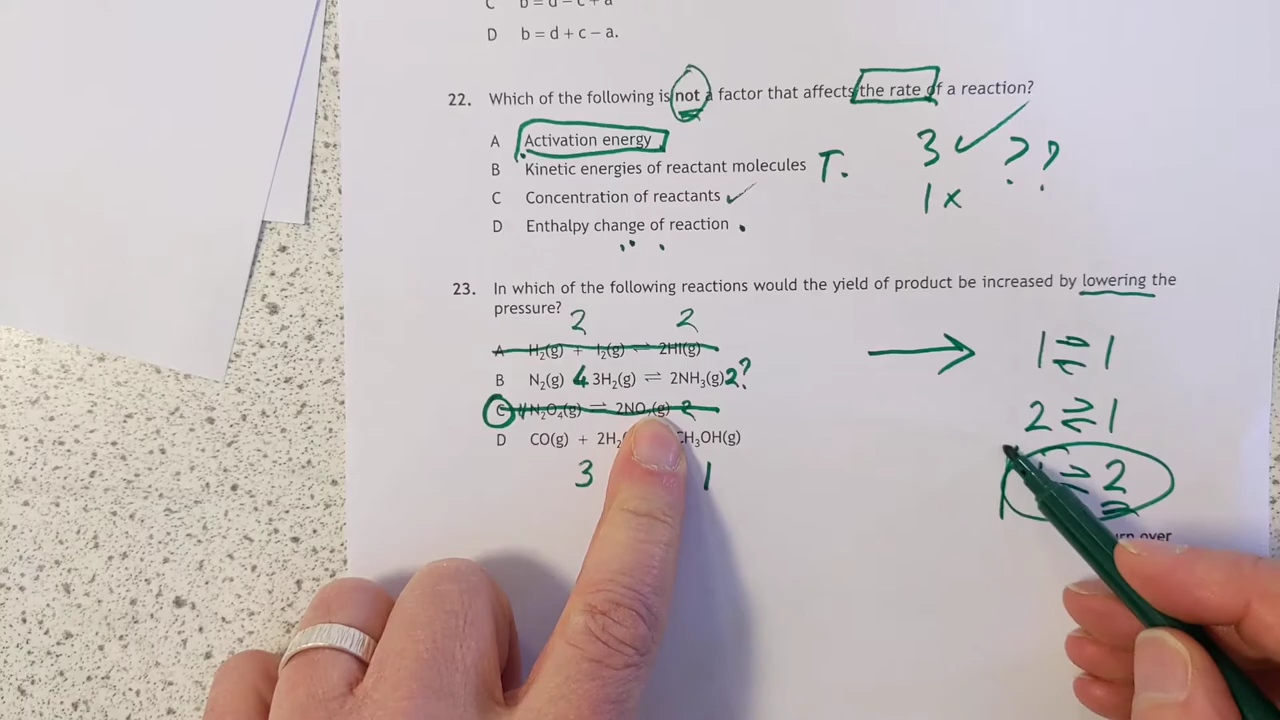 C b = d − c + a
D b = d + c − a.
22. Which of the following is not a factor that affects the rate of a reaction?
A Activation energy
B Kinetic energies of reactant molecules T.
C Concentration of reactants ✓
D Enthalpy change of reaction
3 ✓ ? ?
1 x
23. In which of the following reactions would the yield of product be increased by lowering the
pressure?
2 2
A H₂(g) + I₂(g) ⇌ 2HI(g)
B N₂(g) 4 3H₂(g) ⇌ 2NH₃(g) 2?
C 1 N₂O₄(g) ⇌ 2NO₂(g) 2
D CO(g) + 2H₂ CH₃OH(g)
3 1
→ 1 ⇌ 1
2 ⇌ 1
⇌ 2
over